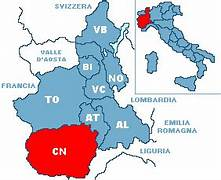 SVIZZERA
VB
VALLE
D'AOSTA
BI
NO
FRANCIA
TO
VC
LOMBARDIA
AT
AL
EMILIA
ROMAGNA
CN
LIGURIA